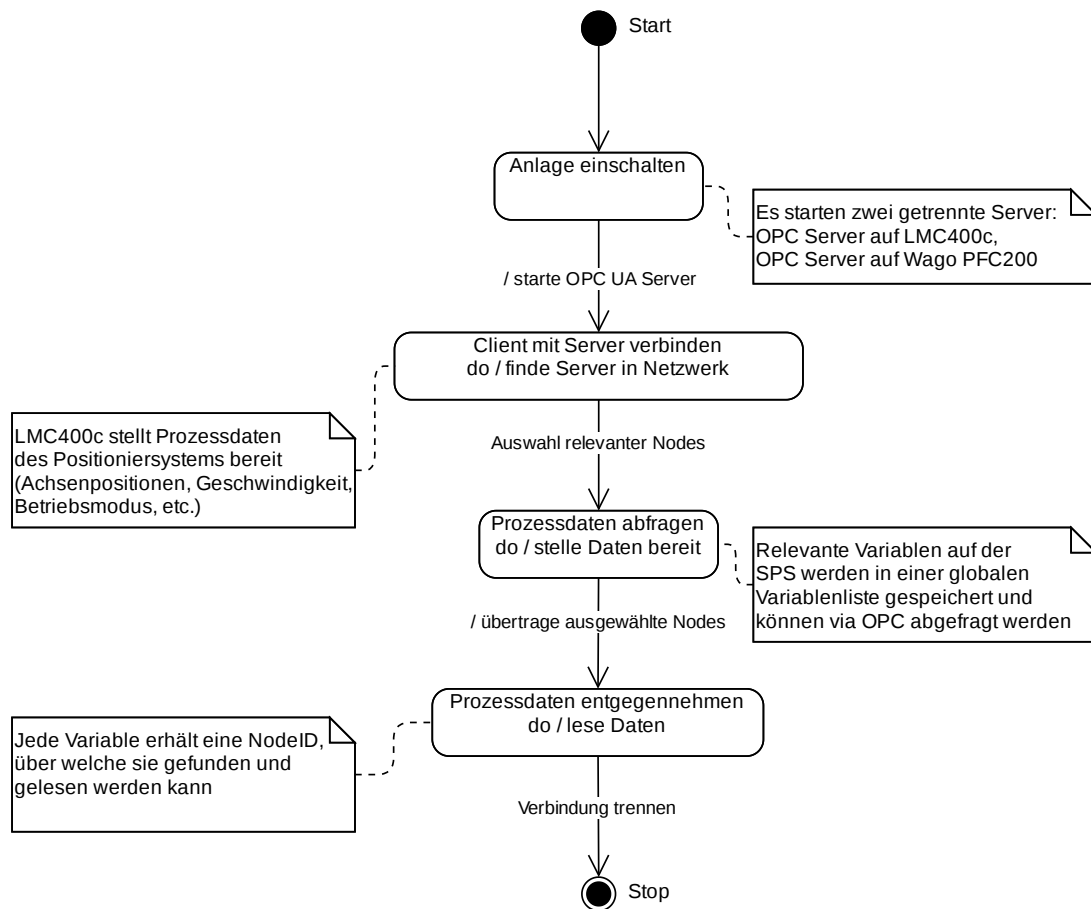 Start
Anlage einschalten
Es starten zwei getrennte Server:
OPC Server auf LMC400c,
OPC Server auf Wago PFC200
/ starte OPC UA Server
Client mit Server verbinden
do / finde Server in Netzwerk
LMC400c stellt Prozessdaten
des Positioniersystems bereit
(Achsenpositionen, Geschwindigkeit,
Betriebsmodus, etc.)
Auswahl relevanter Nodes
Prozessdaten abfragen
do / stelle Daten bereit
Relevante Variablen auf der
SPS werden in einer globalen
Variablenliste gespeichert und
können via OPC abgefragt werden
/ übertrage ausgewählte Nodes
Prozessdaten entgegennehmen
do / lese Daten
Jede Variable erhält eine NodeID,
über welche sie gefunden und
gelesen werden kann
Verbindung trennen
Stop